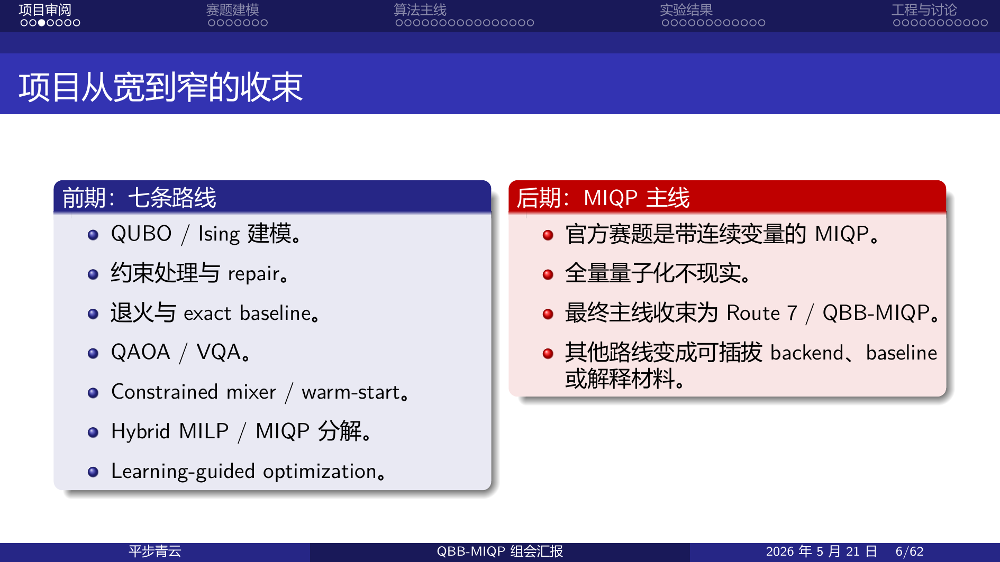 项目审阅
赛题建模
算法主线
实验结果
工程与讨论
项目从宽到窄的收束
前期：七条路线
QUBO / Ising 建模。
约束处理与 repair。
退火与 exact baseline。
QAOA / VQA。
Constrained mixer / warm-start。
Hybrid MILP / MIQP 分解。
Learning-guided optimization。
后期：MIQP 主线
官方赛题是带连续变量的 MIQP。
全量量子化不现实。
最终主线收束为 Route 7 / QBB-MIQP。
其他路线变成可插拔 backend、baseline
或解释材料。
平步青云
QBB-MIQP 组会汇报
2026 年 5 月 21 日
6/62